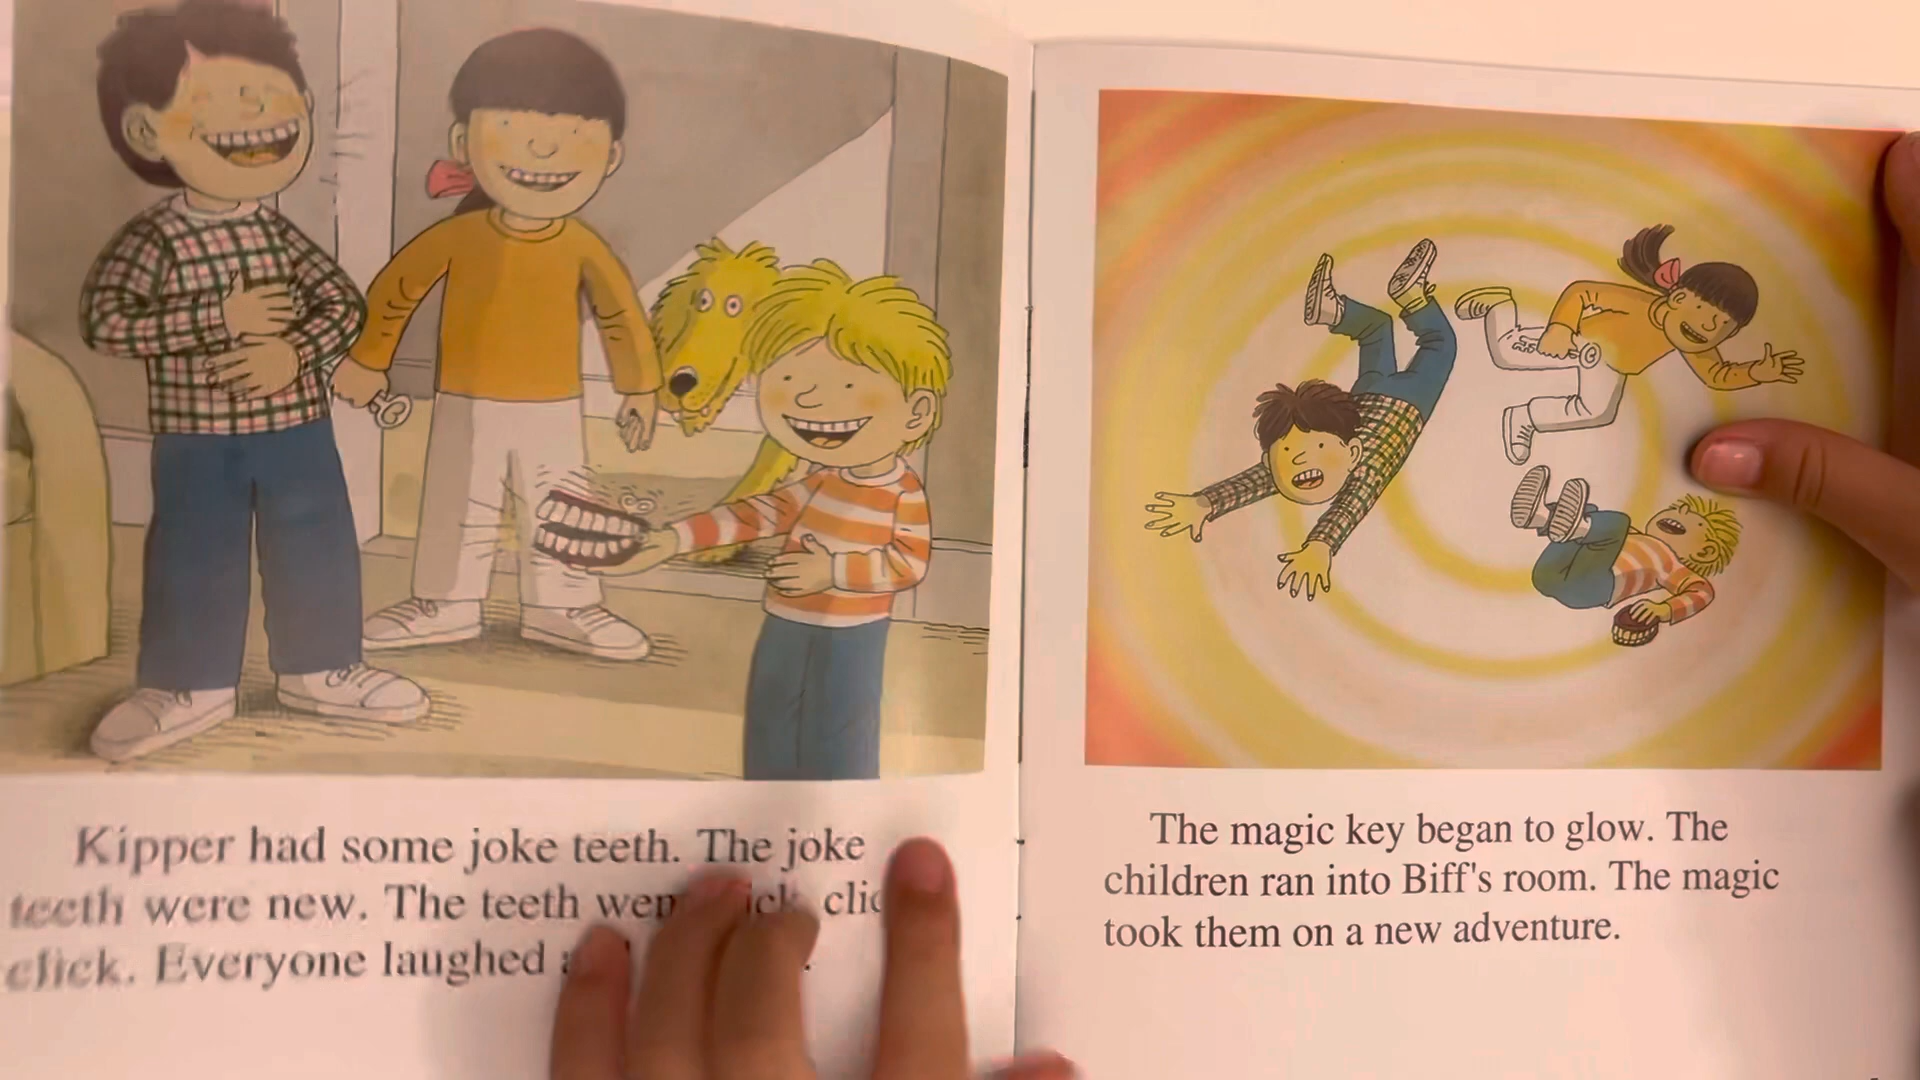 Kipper had some joke teeth. The joke
teeth were new. The teeth
click. Everyone laughed
The magic key began to glow. The
children ran into Biff's room. The magic
took them on a new adventure.